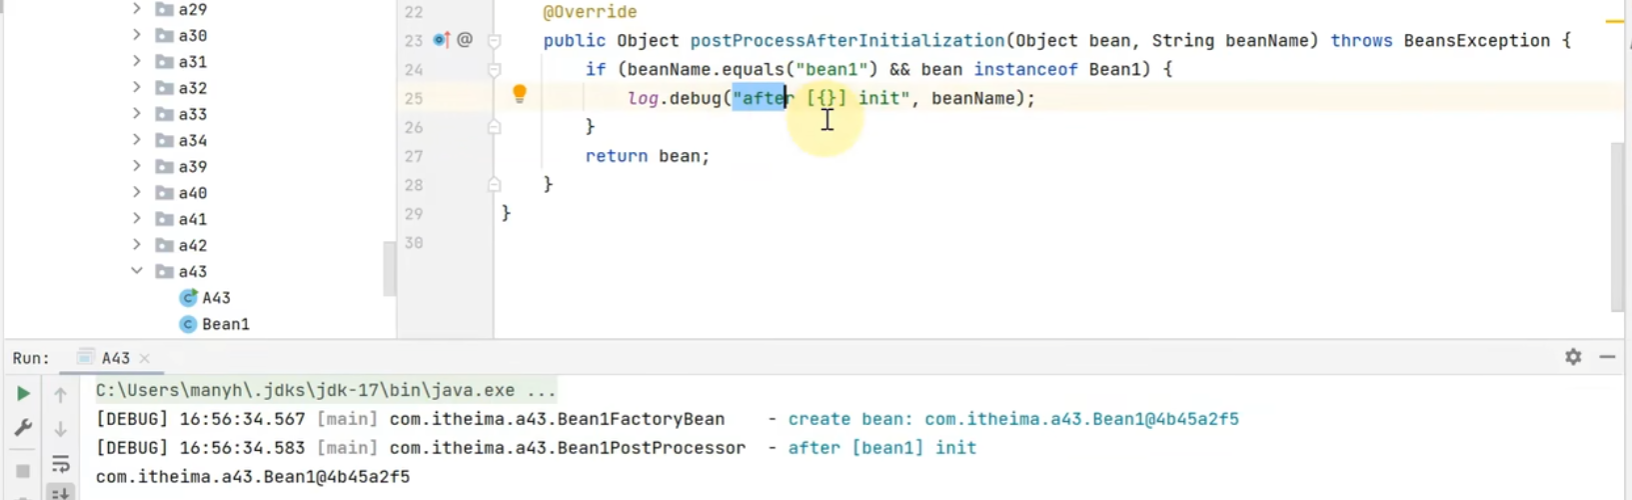 a29
a30
a31
a32
a33
a34
a39
a40
a41
a42
a43
A43
Bean1
22 @Override
23 @ public Object postProcessAfterInitialization(Object bean, String beanName) throws BeansException {
24 if (beanName.equals("bean1") && bean instanceof Bean1) {
25 log.debug("after [{}] init", beanName);
26 }
27 return bean;
28 }
29 }
30
Run: A43
C:\Users\manyh\.jdks\jdk-17\bin\java.exe ...
[DEBUG] 16:56:34.567 [main] com.itheima.a43.Bean1FactoryBean - create bean: com.itheima.a43.Bean1@4b45a2f5
[DEBUG] 16:56:34.583 [main] com.itheima.a43.Bean1PostProcessor - after [bean1] init
com.itheima.a43.Bean1@4b45a2f5